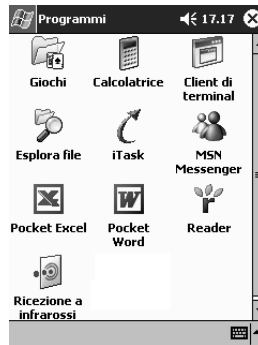 Programmi 17.17
Giochi Calcolatrice Client di
terminal
Esplora file iTask MSN
Messenger
Pocket Excel Pocket Reader
Word
Ricezione a
infrarossi